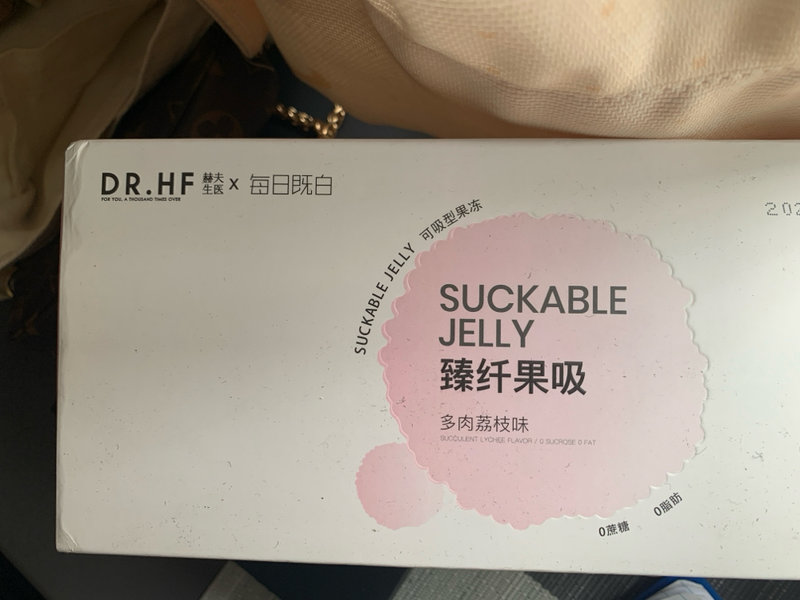 DR.HF 赫夫生医 x 每日既白
FOR YOU, A THOUSAND TIMES OVER
202
SUCKABLE JELLY 可吸型果冻
SUCKABLE
JELLY
臻纤果吸
多肉荔枝味
SUCCULENT LYCHEE FLAVOR / 0 SUCROSE 0 FAT
0蔗糖 0脂肪